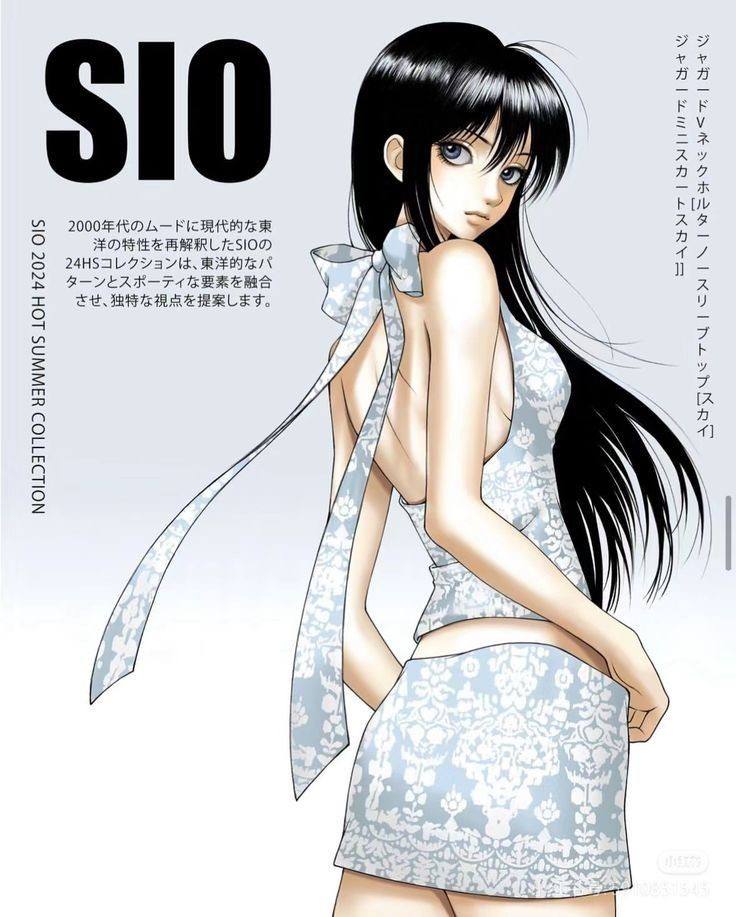 SIO
2000年代のムードに現代的な東
洋の特性を再解釈したSIOの
24HSコレクションは、東洋的なパ
ターンとスポーティな要素を融合
させ、独特な視点を提案します。
SIO 2024 HOT SUMMER COLLECTION
ジャガードVネックホルターノースリーブトップ[スカイ]
ジャガードミニスカートスカイ]]
小红书